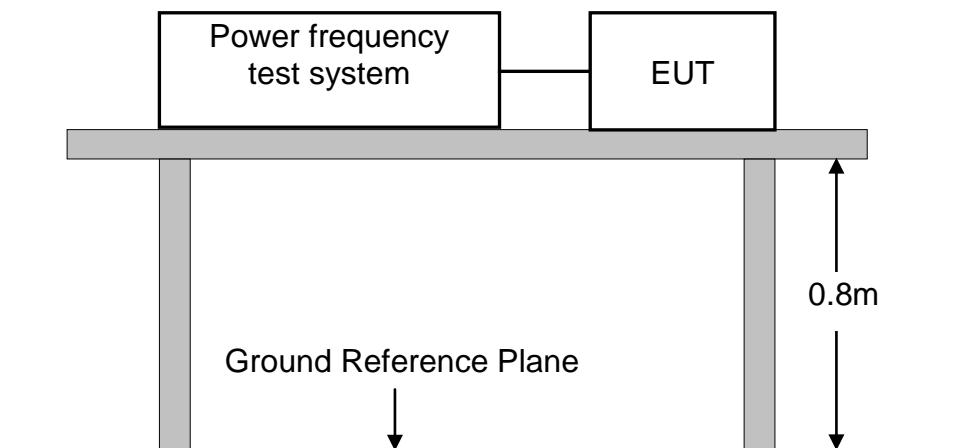 Power frequency
test system
EUT
0.8m
Ground Reference Plane